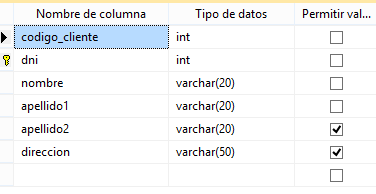 Nombre de columna Tipo de datos Permitir val...
codigo_cliente int
dni int
nombre varchar(20)
apellido1 varchar(20)
apellido2 varchar(20)
direccion varchar(50)